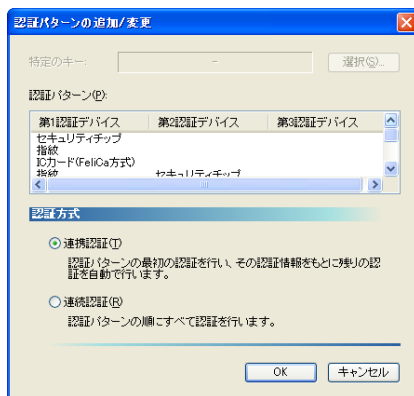 認証パターンの追加/変更
特定のキー: - 選択(S)...
認証パターン(P):
第1認証デバイス 第2認証デバイス 第3認証デバイス
セキュリティチップ
指紋
ICカード(FeliCa方式)
指紋 セキュリティチップ
認証方式
連携認証(T)
認証パターンの最初の認証を行い、その認証情報をもとに残りの認
証を自動で行います。
連続認証(R)
認証パターンの順にすべて認証を行います。
OK キャンセル